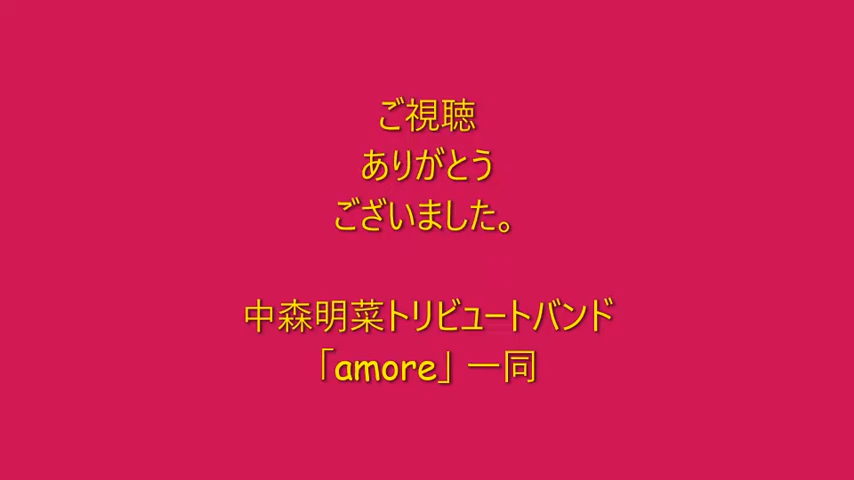 ご視聴
ありがとう
ございました。
中森明菜トリビュートバンド
「amore」一同